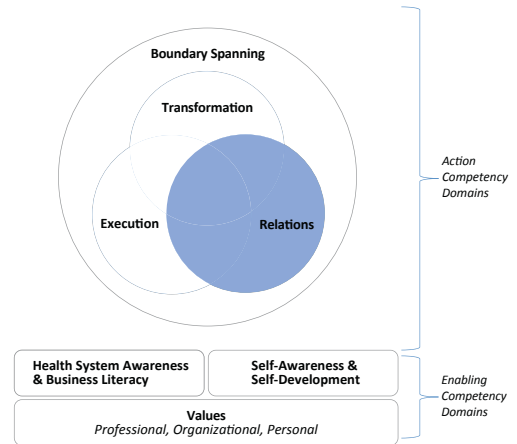 Boundary Spanning
Transformation
Execution
Relations
Action
Competency
Domains
Health System Awareness
& Business Literacy
Self-Awareness &
Self-Development
Values
Professional, Organizational, Personal
Enabling
Competency
Domains